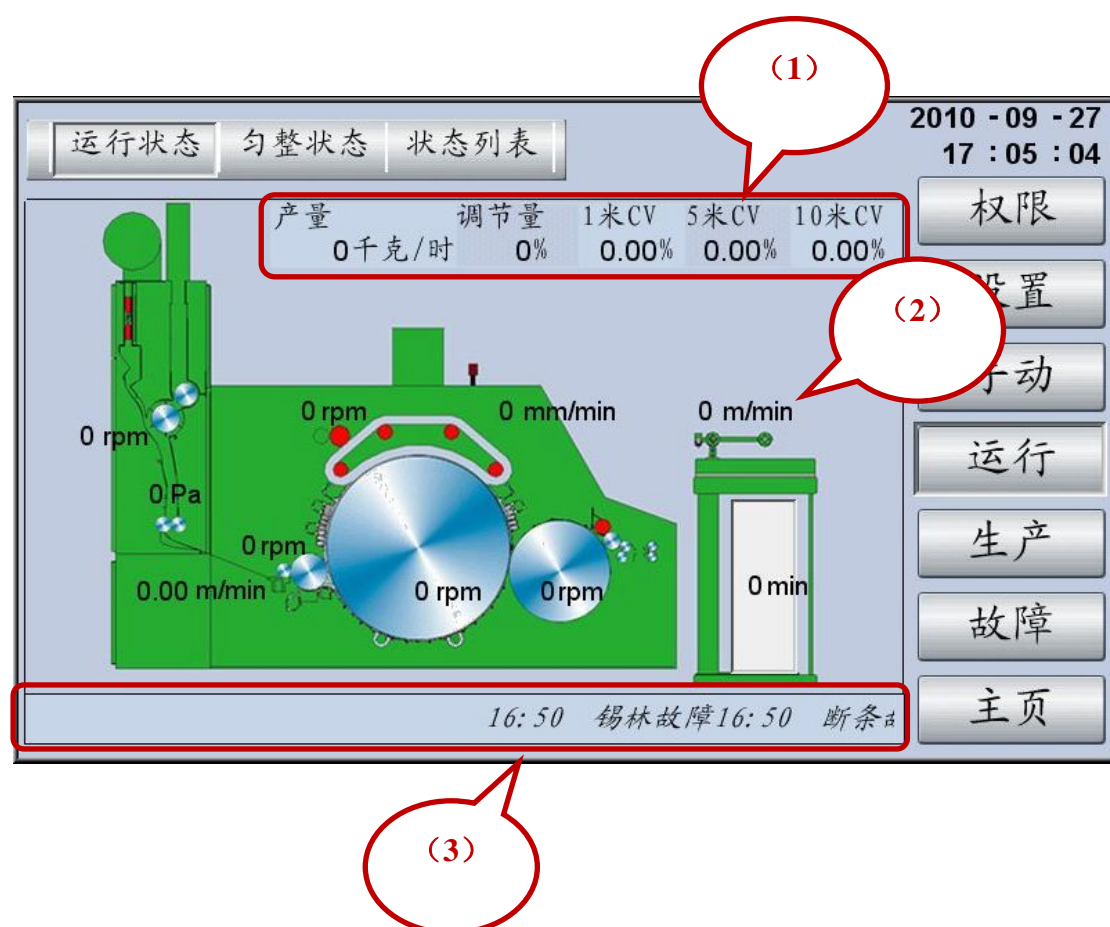 （1）
2010 - 09 - 27
17 : 05 : 04
运行状态 匀整状态 状态列表
权限
产量 调节量 1米CV 5米CV 10米CV
0千克/时 0% 0.00% 0.00% 0.00%
置
（2）
动
0 rpm 0 mm/min 0 m/min
0 rpm
运行
0 Pa
0 rpm
生产
0.00 m/min 0 rpm 0 rpm 0 min
故障
16:50 锡林故障16:50 断条
主页
（3）